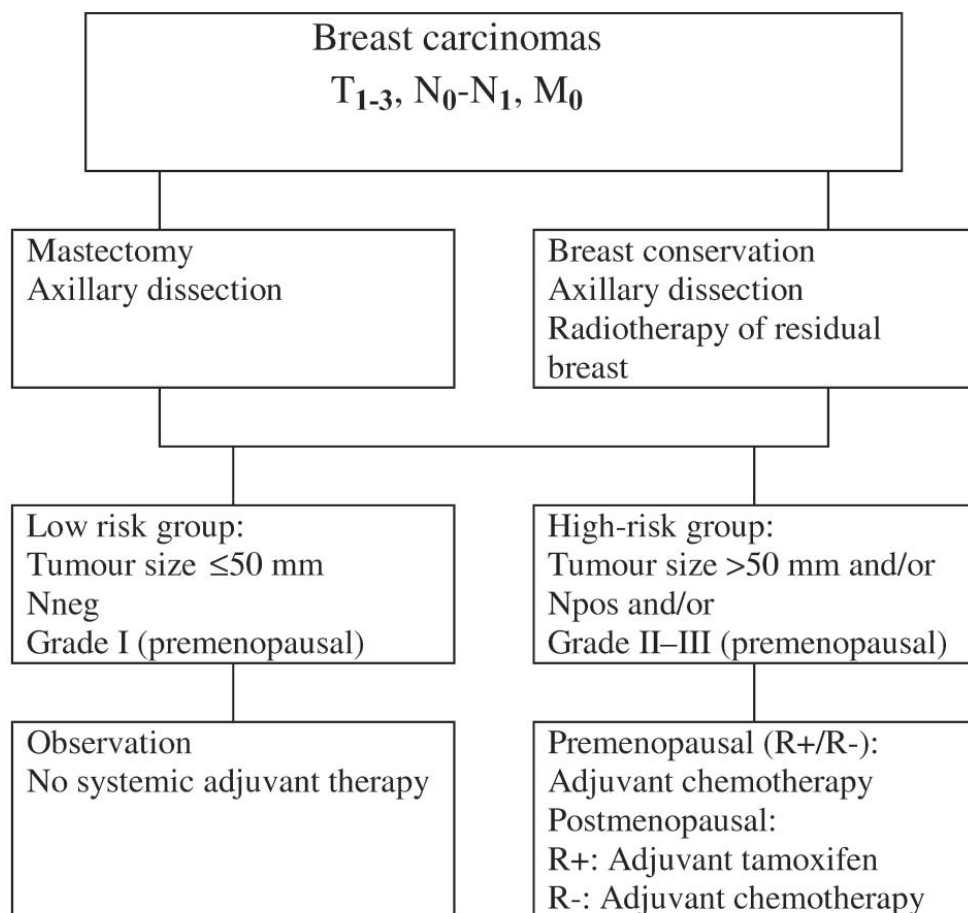 Breast carcinomas
T1-3, N0-N1, M0
Mastectomy
Axillary dissection
Breast conservation
Axillary dissection
Radiotherapy of residual
breast
Low risk group:
Tumour size ≤50 mm
Nneg
Grade I (premenopausal)
High-risk group:
Tumour size >50 mm and/or
Npos and/or
Grade II–III (premenopausal)
Observation
No systemic adjuvant therapy
Premenopausal (R+/R-):
Adjuvant chemotherapy
Postmenopausal:
R+: Adjuvant tamoxifen
R-: Adjuvant chemotherapy